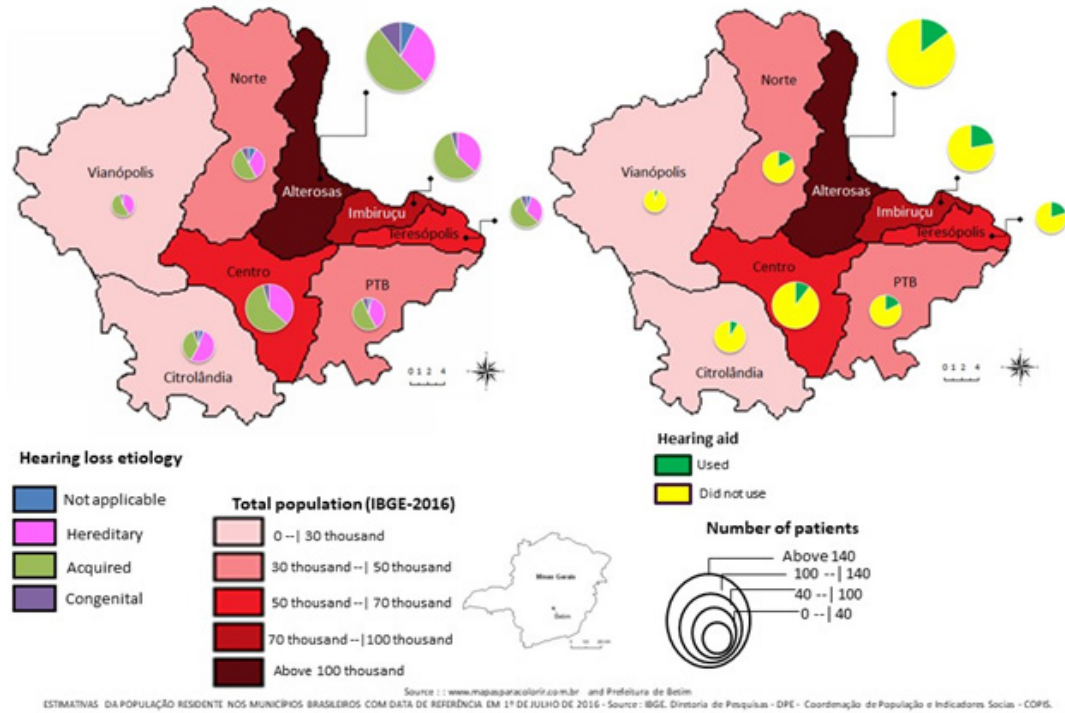 Norte
Vianópolis
Alterosas
Imbiruçu
Teresópolis
Centro
PTB
Citrolândia
0 1 2 4
Norte
Vianópolis
Alterosas
Imbiruçu
Teresópolis
Centro
PTB
Citrolândia
0 1 2 4
Hearing loss etiology
Not applicable
Hereditary
Acquired
Congenital
Total population (IBGE-2016)
0 --| 30 thousand
30 thousand --| 50 thousand
50 thousand --| 70 thousand
70 thousand --|100 thousand
Above 100 thousand
Minas Gerais
Betim
Hearing aid
Used
Did not use
Number of patients
Above 140
100 --| 140
40 --| 100
0 --| 40
Source : : www.mapasparacolorir.com.br and Prefeitura de Betim
ESTIMATIVAS DA POPULAÇÃO RESIDENTE NOS MUNICÍPIOS BRASILEIROS COM DATA DE REFERÊNCIA EM 1º DE JULHO DE 2016 - Source : IBGE. Diretoria de Pesquisas - DPE - Coordenação de População e Indicadores Socias - COPIS.